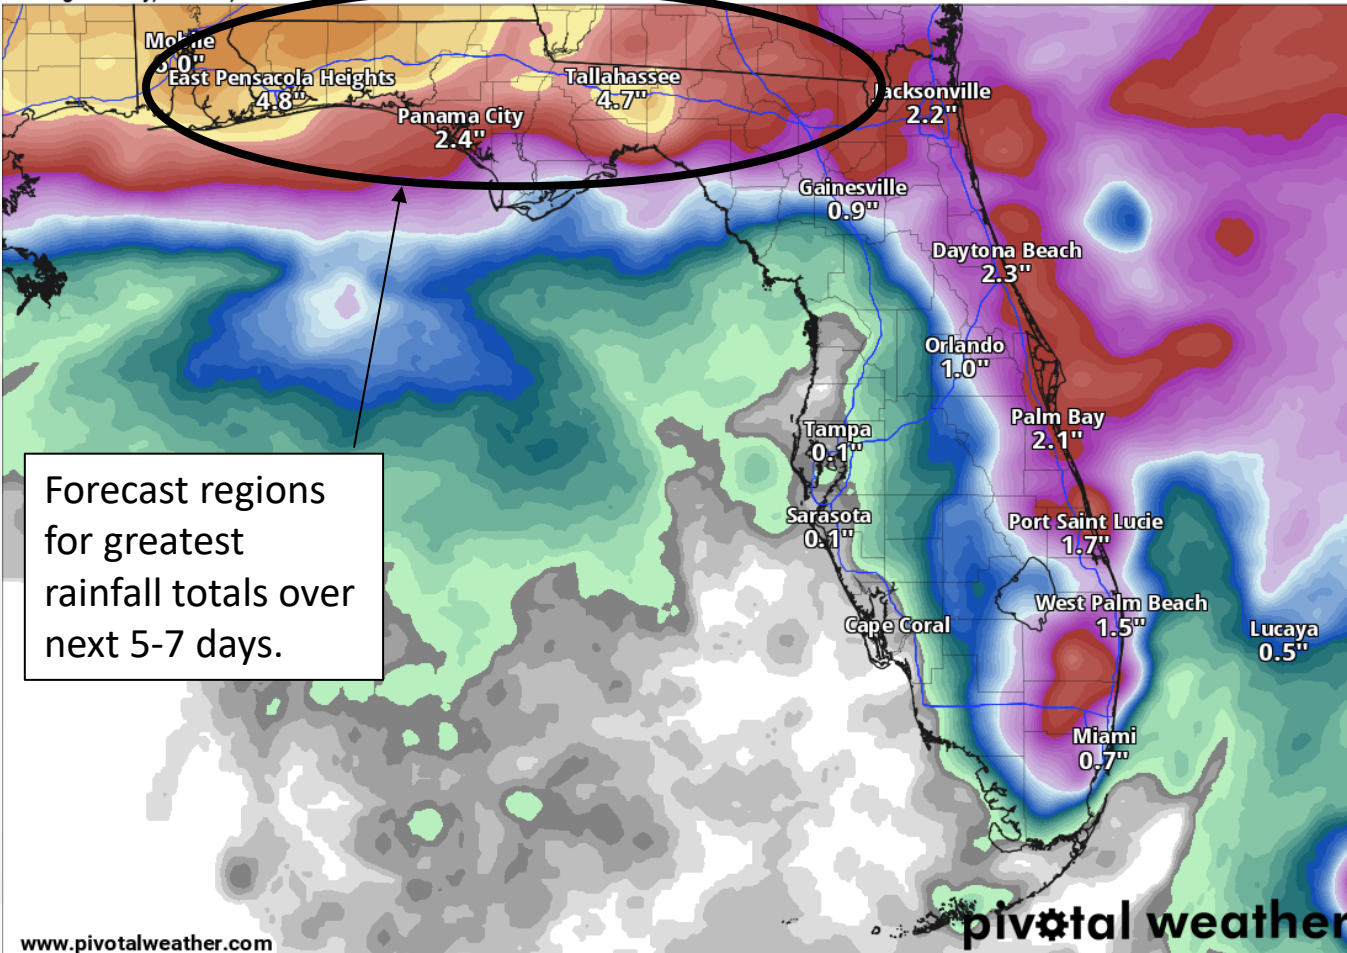 Mobile
6.0"
East Pensacola Heights
4.8"
Tallahassee
4.7"
Panama City
2.4"
Jacksonville
2.2"
Gainesville
0.9"
Daytona Beach
2.3"
Orlando
1.0"
Palm Bay
2.1"
Tampa
0.1"
Sarasota
0.1"
Port Saint Lucie
1.7"
West Palm Beach
1.5"
Cape Coral
Lucaya
0.5"
Miami
0.7"
Forecast regions
for greatest
rainfall totals over
next 5-7 days.
pivotal weather
www.pivotalweather.com